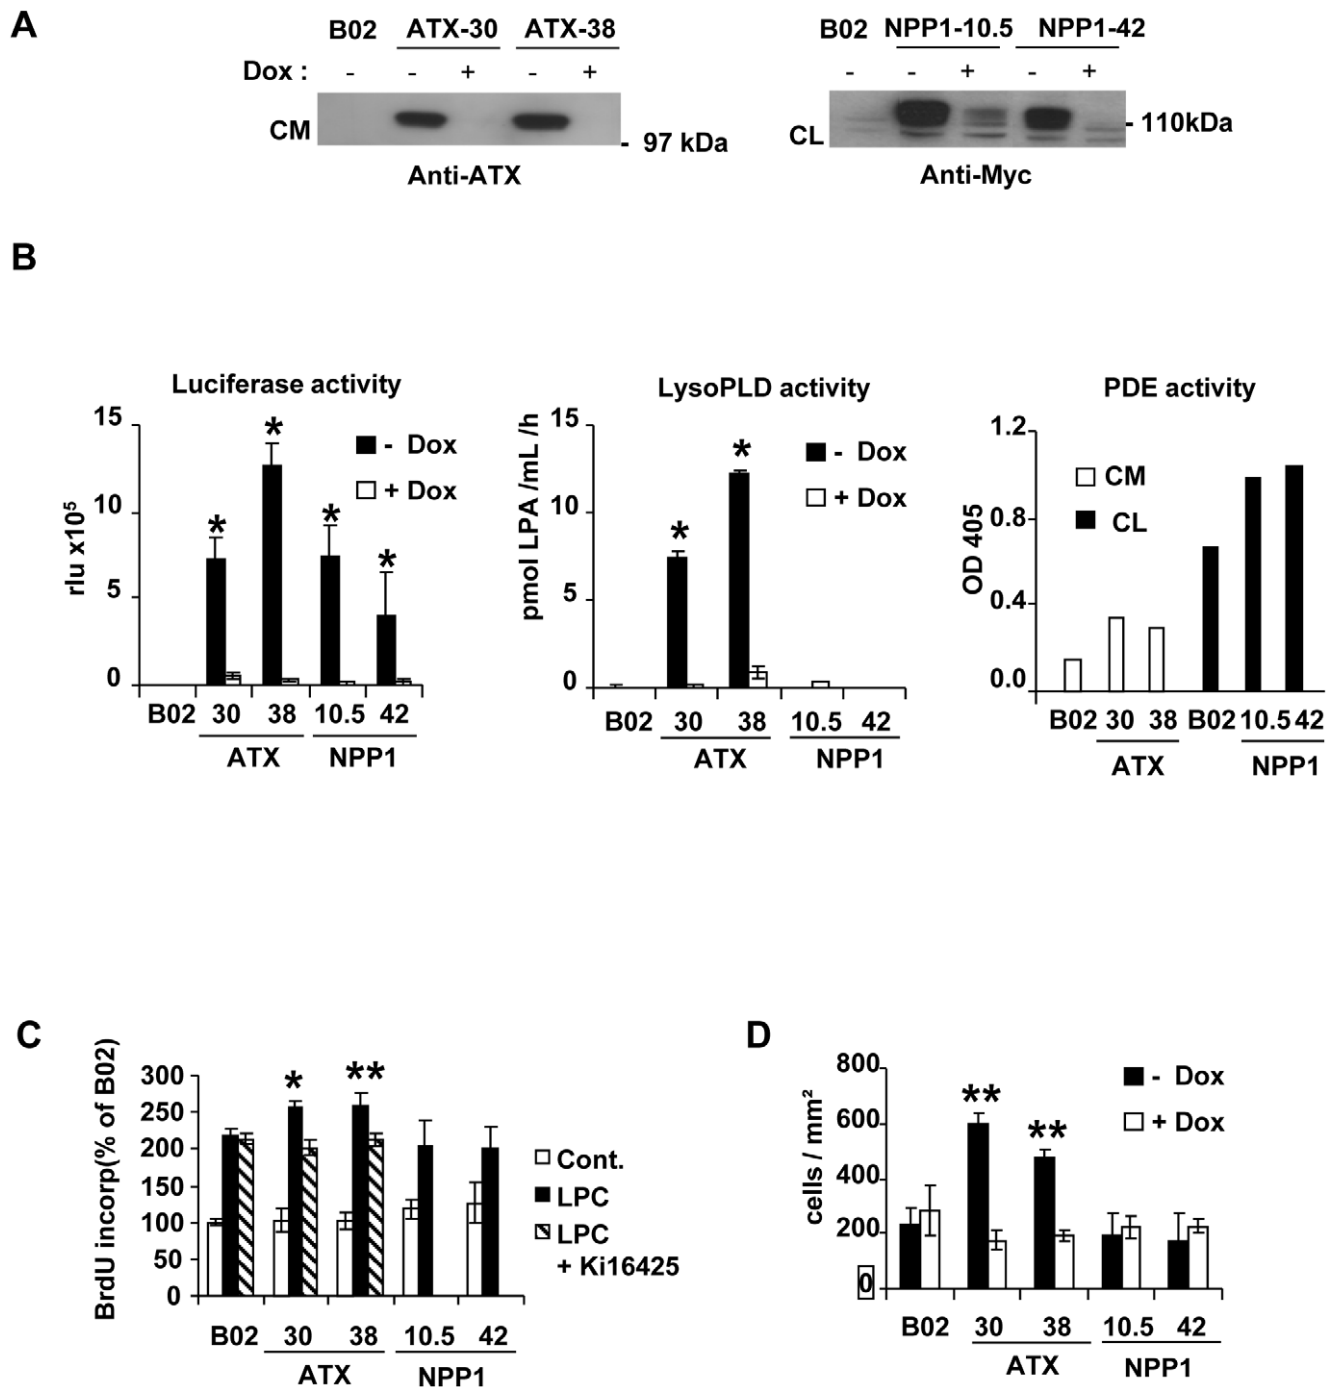 A
B02 ATX-30 ATX-38
Dox : - - + - +
CM
- 97 kDa
Anti-ATX
B02 NPP1-10.5 NPP1-42
- - + - +
CL
- 110kDa
Anti-Myc
B
Luciferase activity
rlu x10⁵
15
10
5
0
- Dox
+ Dox
* * * *
B02 30 38 10.5 42
ATX NPP1
LysoPLD activity
pmol LPA /mL /h
15
10
5
0
- Dox
+ Dox
* *
B02 30 38 10.5 42
ATX NPP1
PDE activity
OD 405
1.2
0.8
0.4
0.0
CM
CL
B02 30 38 B02 10.5 42
ATX NPP1
C
BrdU incorp(% of B02)
300
250
200
150
100
50
0
* **
Cont.
LPC
LPC
+ Ki16425
B02 30 38 10.5 42
ATX NPP1
D
cells / mm²
800
600
400
200
0
** **
- Dox
+ Dox
B02 30 38 10.5 42
ATX NPP1